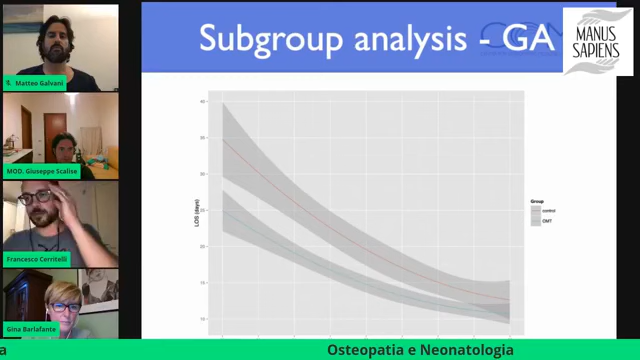 Subgroup analysis - GA
MANUS
SAPIENS
Matteo Galvani
MOD. Giuseppe Scalise
Francesco Cerritelli
Gina Barlafante
40
35
30
25
20
15
10
LOS (days)
Group
control
OMT
a
Osteopatia e Neonatologia